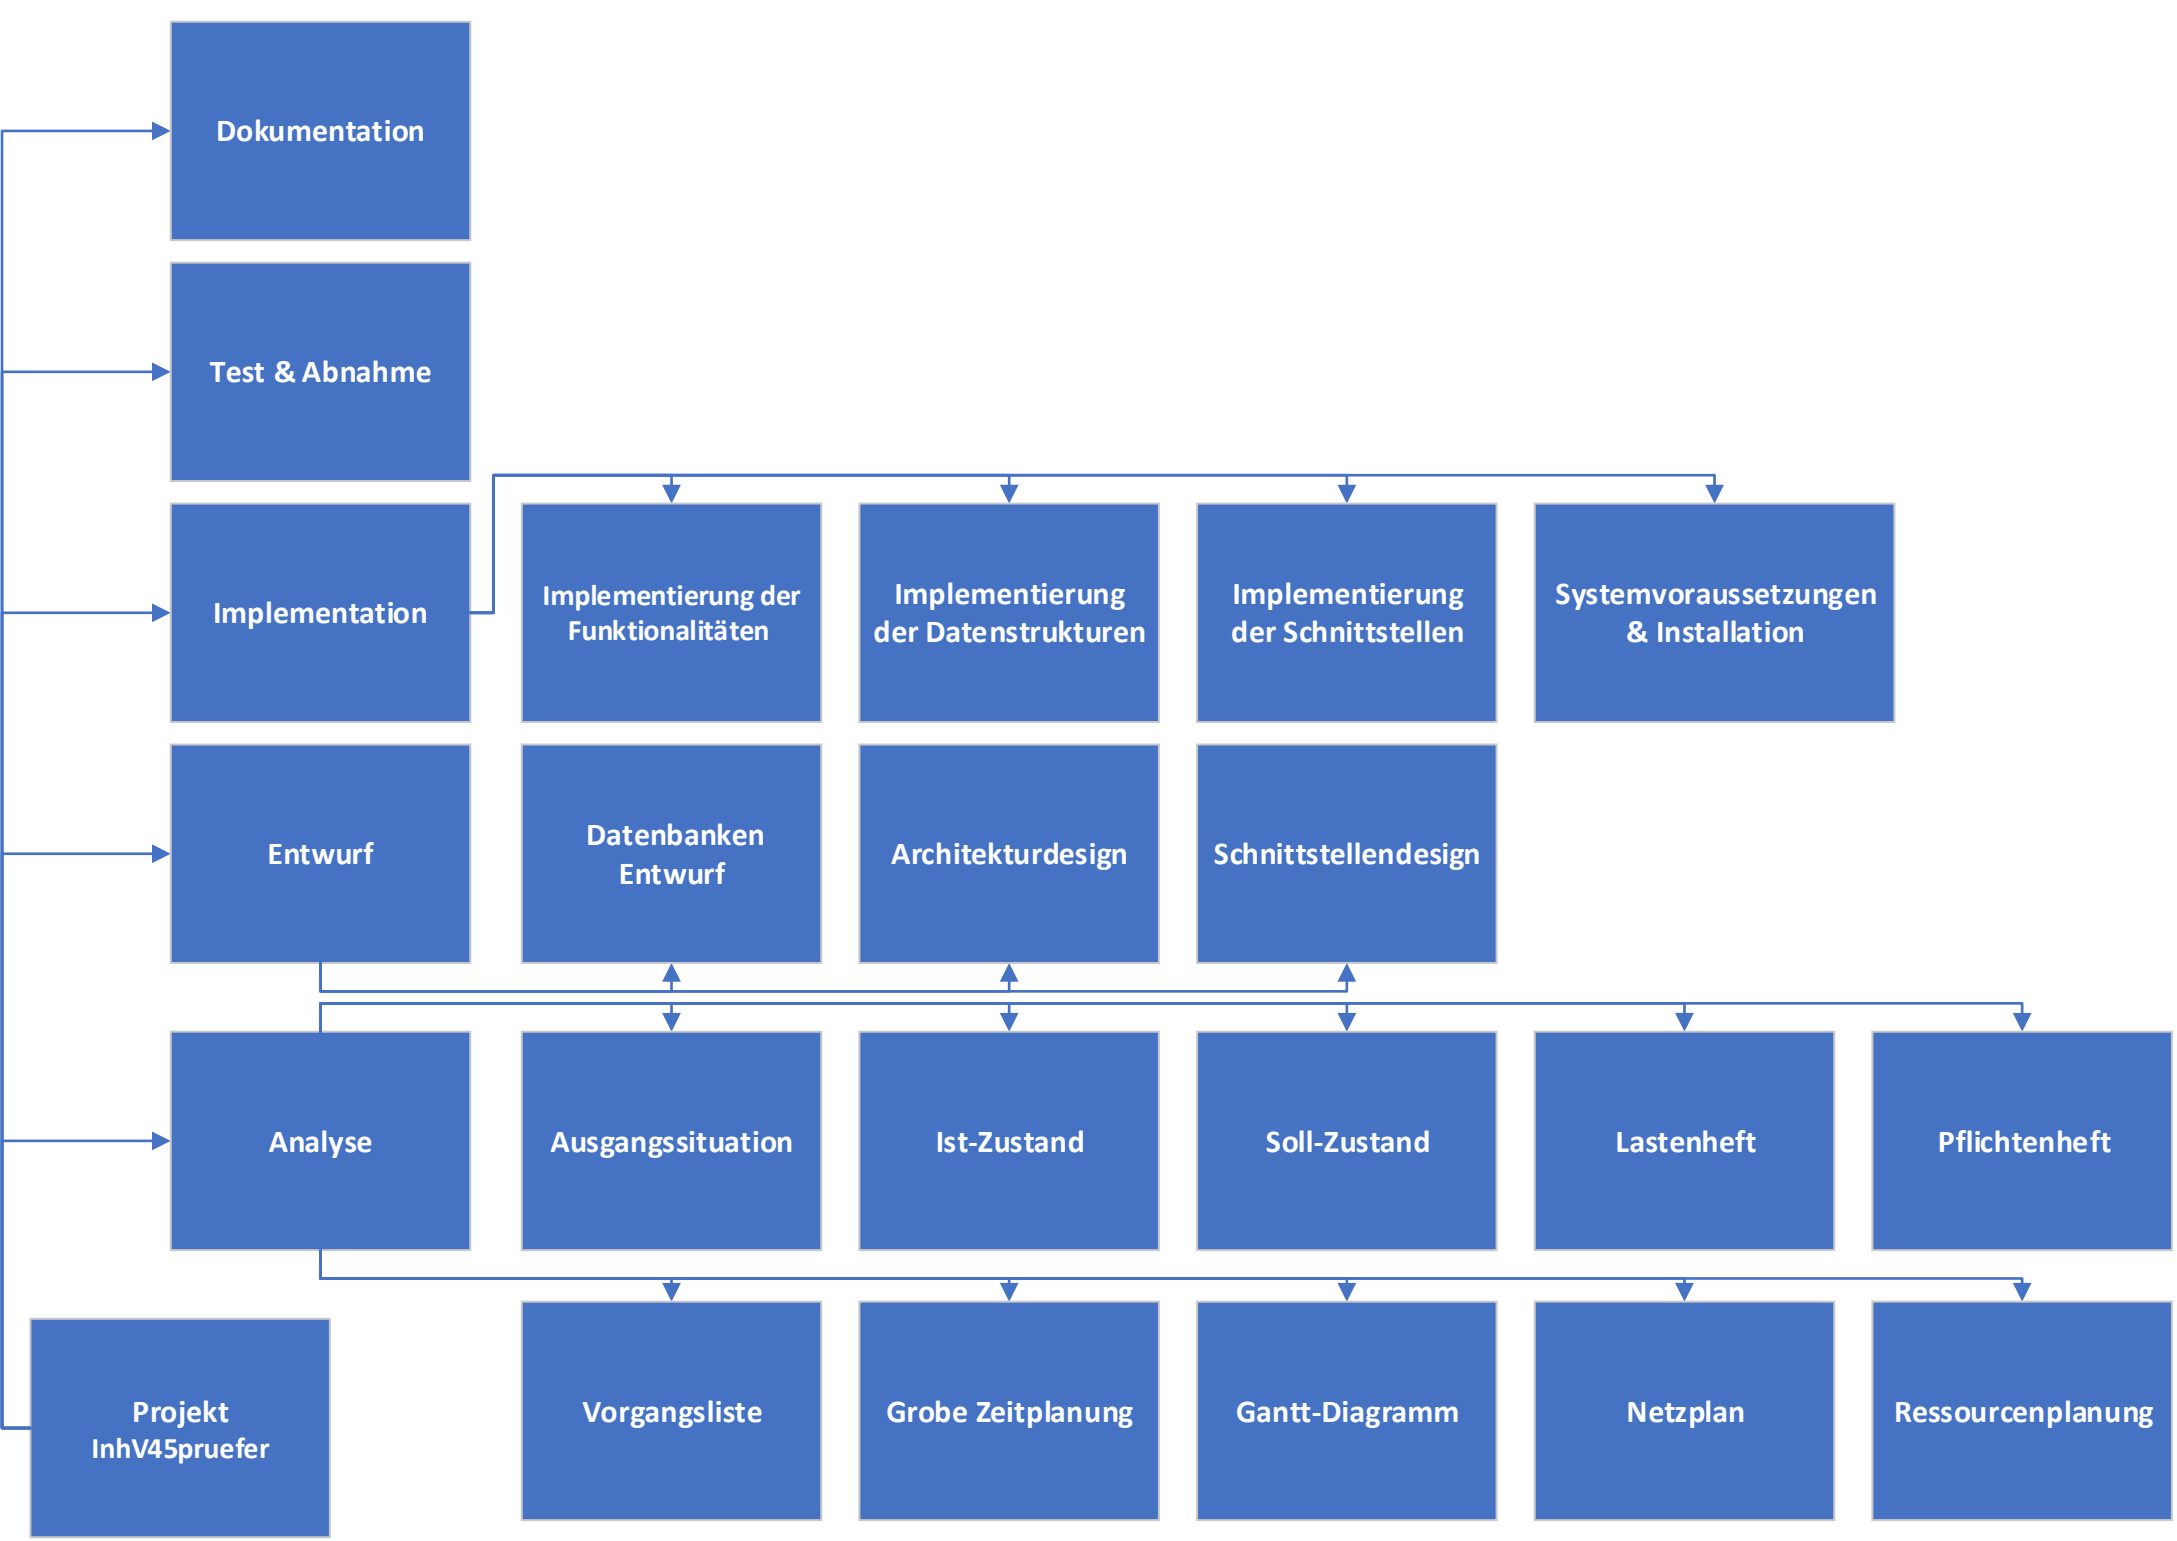 Dokumentation
Test & Abnahme
Implementation
Implementierung der
Funktionalitäten
Implementierung
der Datenstrukturen
Implementierung
der Schnittstellen
Systemvoraussetzungen
& Installation
Entwurf
Datenbanken
Entwurf
Architekturdesign
Schnittstellendesign
Analyse
Ausgangssituation
Ist-Zustand
Soll-Zustand
Lastenheft
Pflichtenheft
Projekt
InhV45pruefer
Vorgangsliste
Grobe Zeitplanung
Gantt-Diagramm
Netzplan
Ressourcenplanung